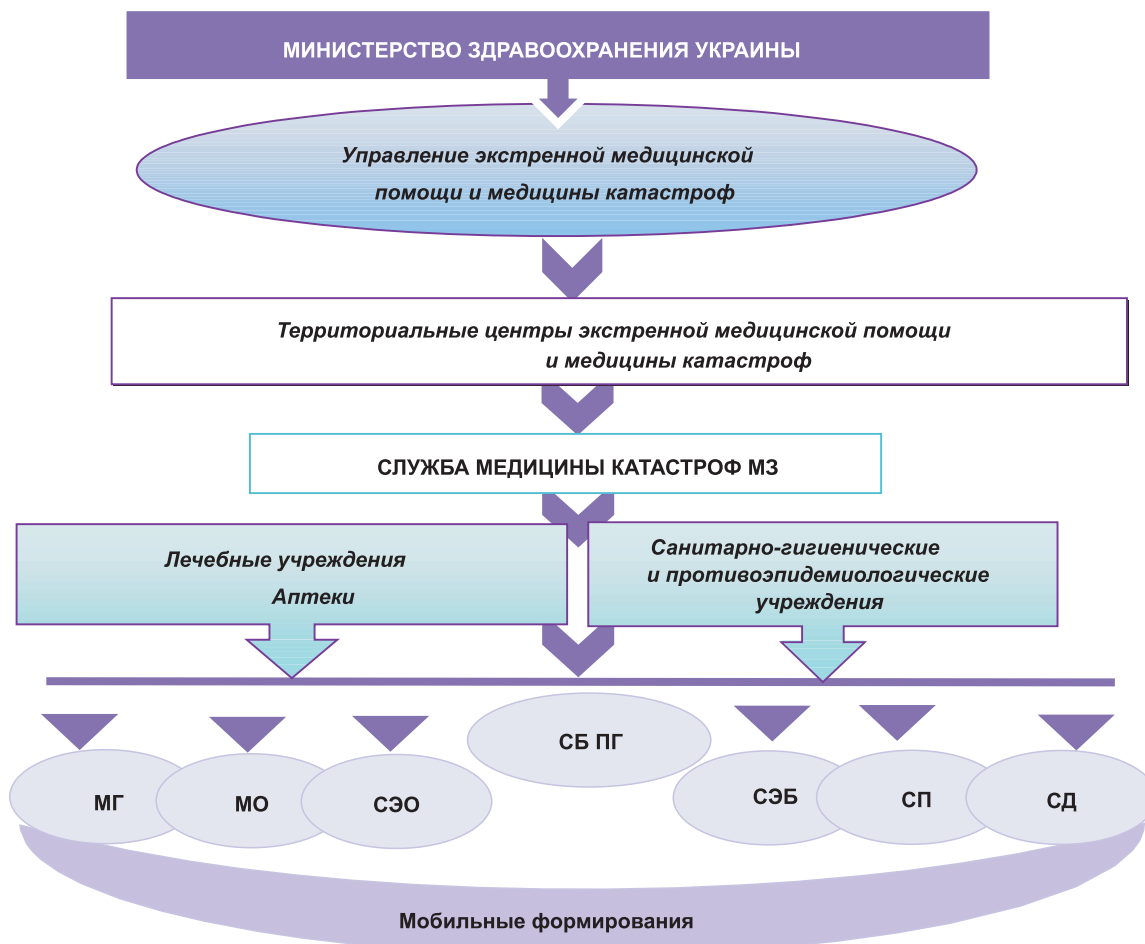 МИНИСТЕРСТВО ЗДРАВООХРАНЕНИЯ УКРАИНЫ
Управление экстренной медицинской
помощи и медицины катастроф
Территориальные центры экстренной медицинской помощи
и медицины катастроф
СЛУЖБА МЕДИЦИНЫ КАТАСТРОФ МЗ
Лечебные учреждения
Аптеки
Санитарно-гигиенические
и противоэпидемиологические
учреждения
МГ
МО
СЭО
СБ ПГ
СЭБ
СП
СД
Мобильные формирования